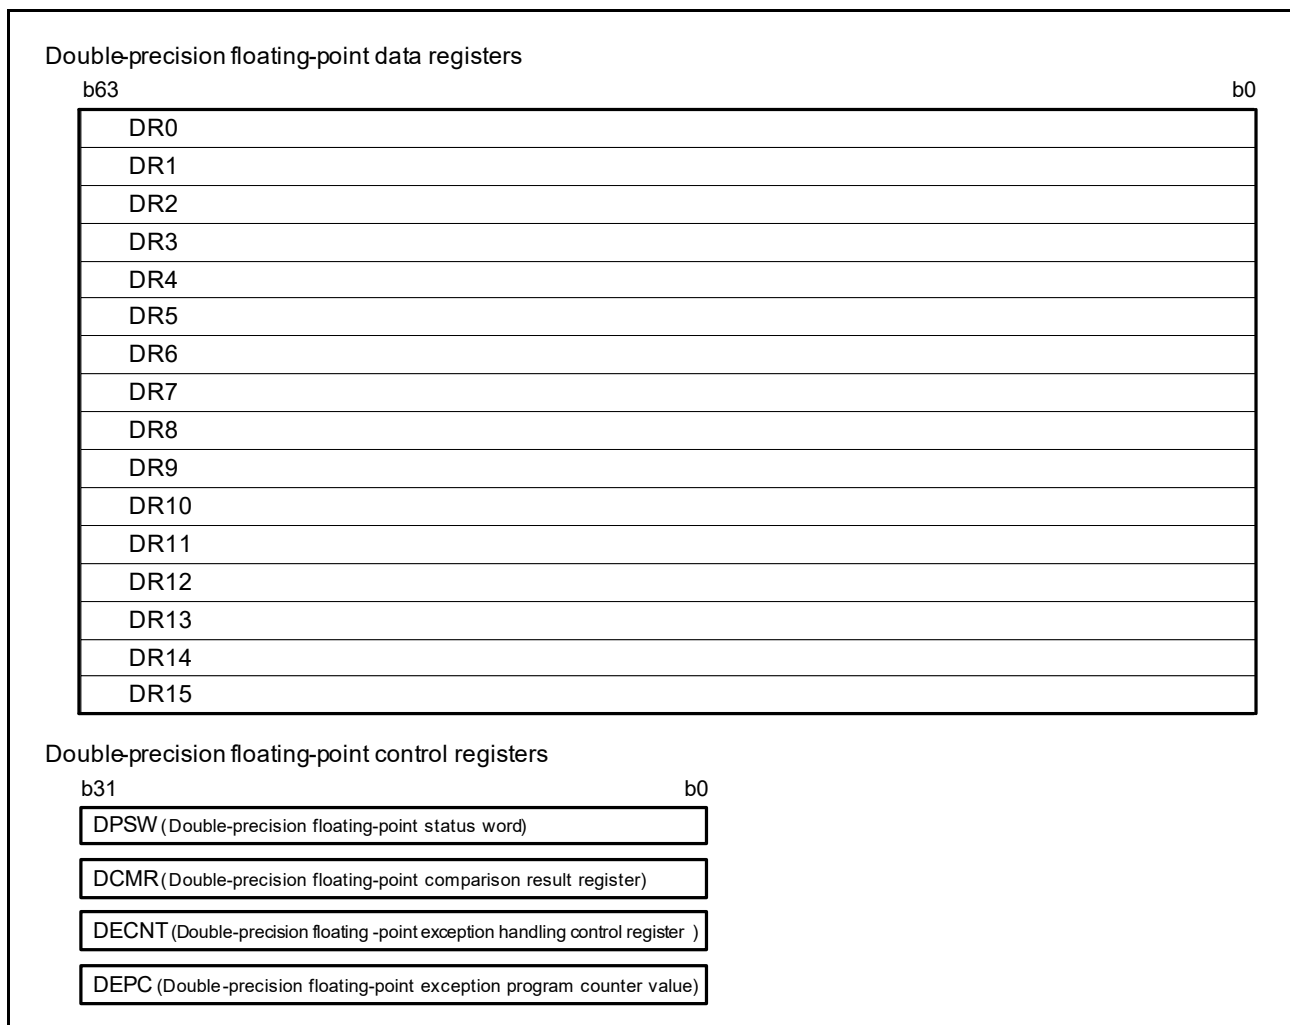 Double-precision floating-point data registers
b63 b0
DR0
DR1
DR2
DR3
DR4
DR5
DR6
DR7
DR8
DR9
DR10
DR11
DR12
DR13
DR14
DR15
Double-precision floating-point control registers
b31 b0
DPSW (Double-precision floating-point status word)
DCMR (Double-precision floating-point comparison result register)
DECNT (Double-precision floating -point exception handling control register )
DEPC (Double-precision floating-point exception program counter value)